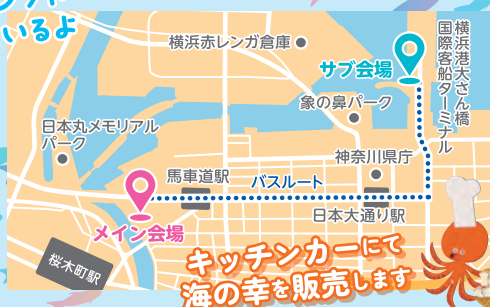 いるよ
横浜赤レンガ倉庫
サブ会場
横浜港大さん橋
国際客船ターミナル
象の鼻パーク
日本丸メモリアル
パーク
神奈川県庁
馬車道駅
バスルート
メイン会場
日本大通り駅
桜木町駅
キッチンカーにて
海の幸を販売します